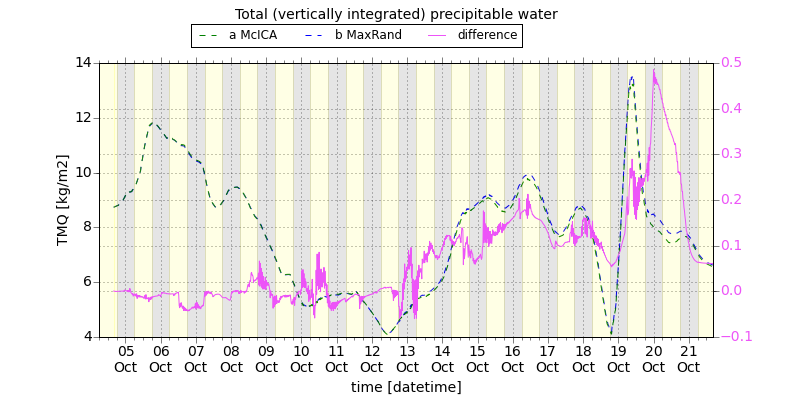 Total (vertically integrated) precipitable water
a McICA b MaxRand difference
14
12
10
8
6
4
TMQ [kg/m2]
0.5
0.4
0.3
0.2
0.1
0.0
−0.1
05 06 07 08 09 10 11 12 13 14 15 16 17 18 19 20 21
Oct Oct Oct Oct Oct Oct Oct Oct Oct Oct Oct Oct Oct Oct Oct Oct Oct
time [datetime]